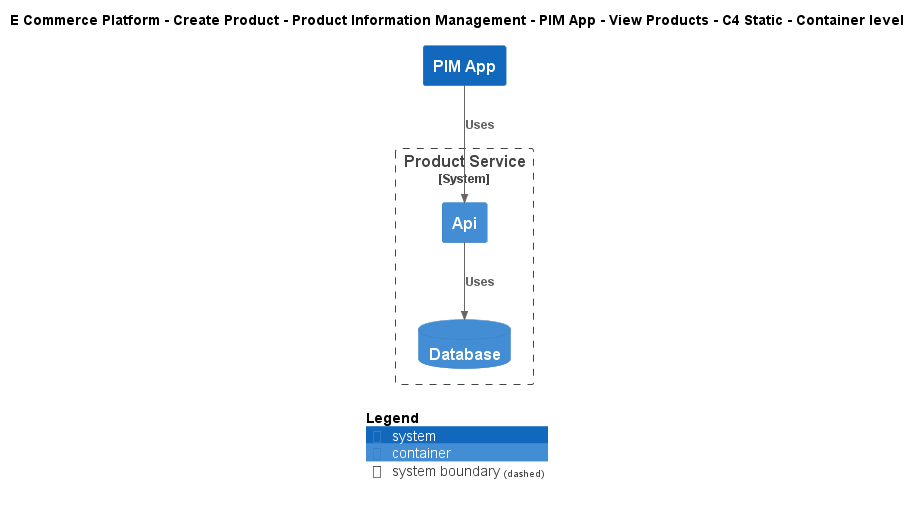 E Commerce Platform - Create Product - Product Information Management - PIM App - View Products - C4 Static - Container level
PIM App
Uses
Product Service
[System]
Api
Uses
Database
Legend
system
container
system boundary (dashed)